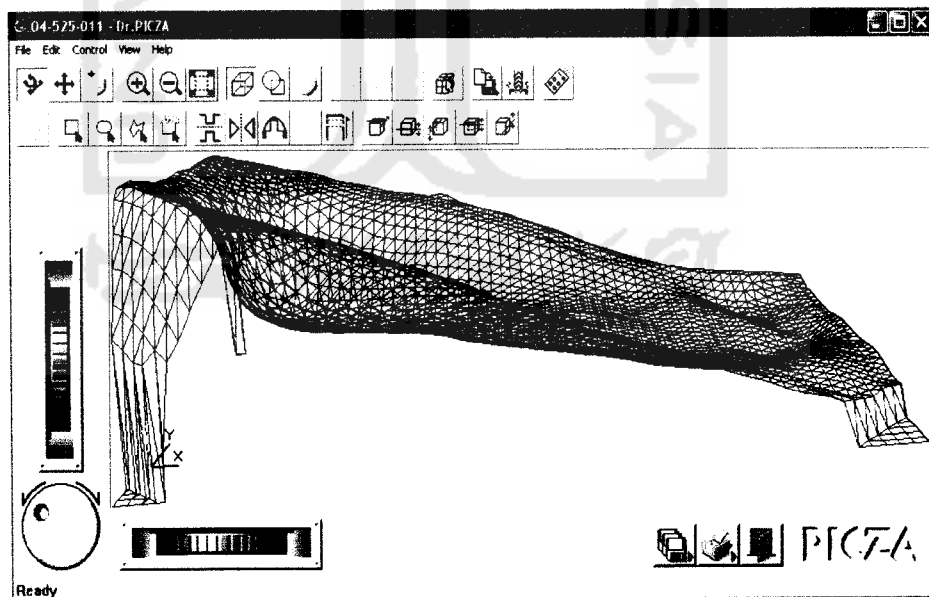 04-525-011 - Dr.PICZA
File Edit Control View Help
Y
X
PICZA
Ready